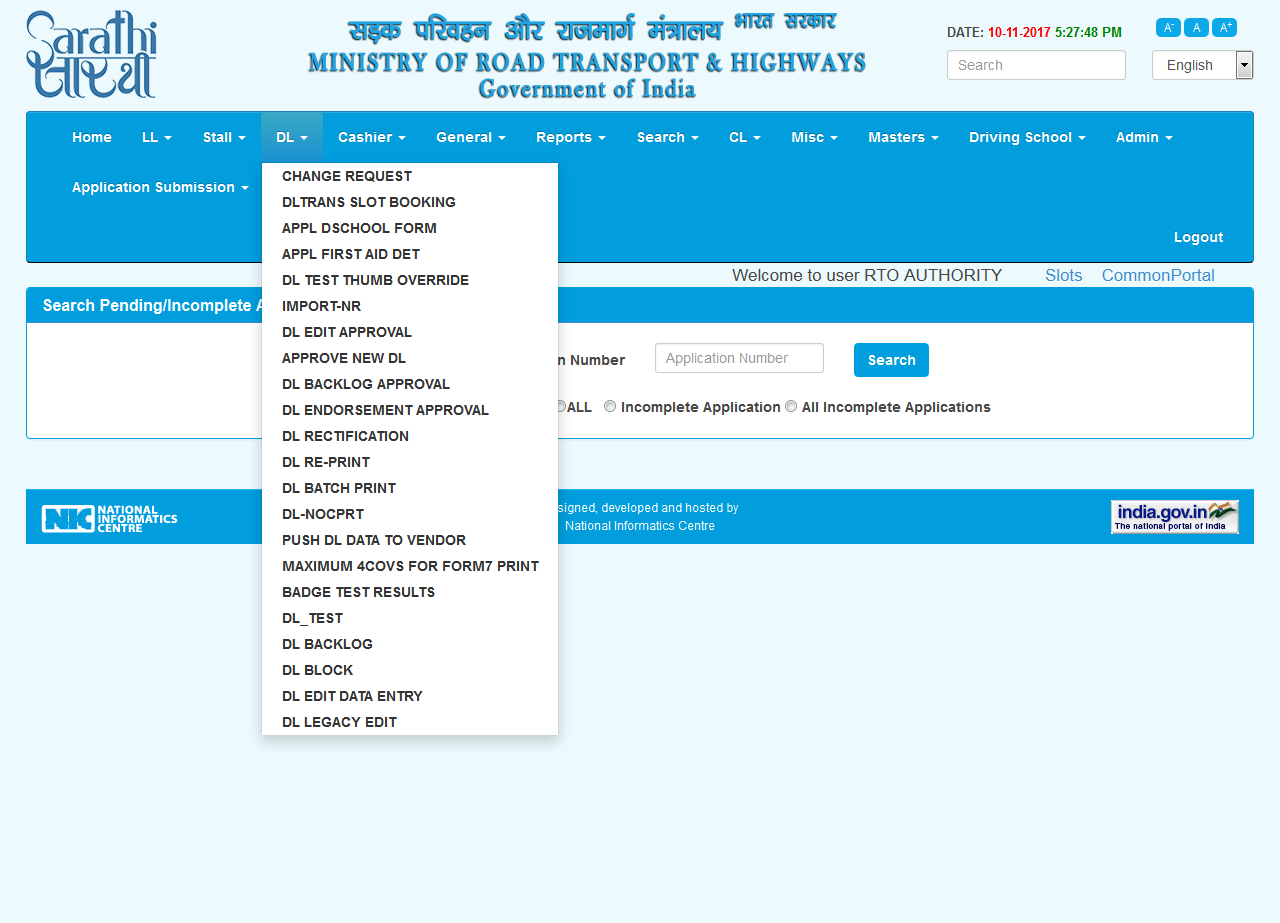 Sarathi
सारथी
सड़क परिवहन और राजमार्ग मंत्रालय भारत सरकार
MINISTRY OF ROAD TRANSPORT & HIGHWAYS
Government of India
DATE: 10-11-2017 5:27:48 PM
A- A A+
Search
English
Home LL Stall DL Cashier General Reports Search CL Misc Masters Driving School Admin
Application Submission
Logout
CHANGE REQUEST
DLTRANS SLOT BOOKING
APPL DSCHOOL FORM
APPL FIRST AID DET
DL TEST THUMB OVERRIDE
IMPORT-NR
DL EDIT APPROVAL
APPROVE NEW DL
DL BACKLOG APPROVAL
DL ENDORSEMENT APPROVAL
DL RECTIFICATION
DL RE-PRINT
DL BATCH PRINT
DL-NOCPRT
PUSH DL DATA TO VENDOR
MAXIMUM 4COVS FOR FORM7 PRINT
BADGE TEST RESULTS
DL_TEST
DL BACKLOG
DL BLOCK
DL EDIT DATA ENTRY
DL LEGACY EDIT
Welcome to user RTO AUTHORITY Slots CommonPortal
Search Pending/Incomplete A
n Number Application Number Search
ALL Incomplete Application All Incomplete Applications
NIC NATIONAL
INFORMATICS
CENTRE
signed, developed and hosted by
National Informatics Centre
india.gov.in
The national portal of India